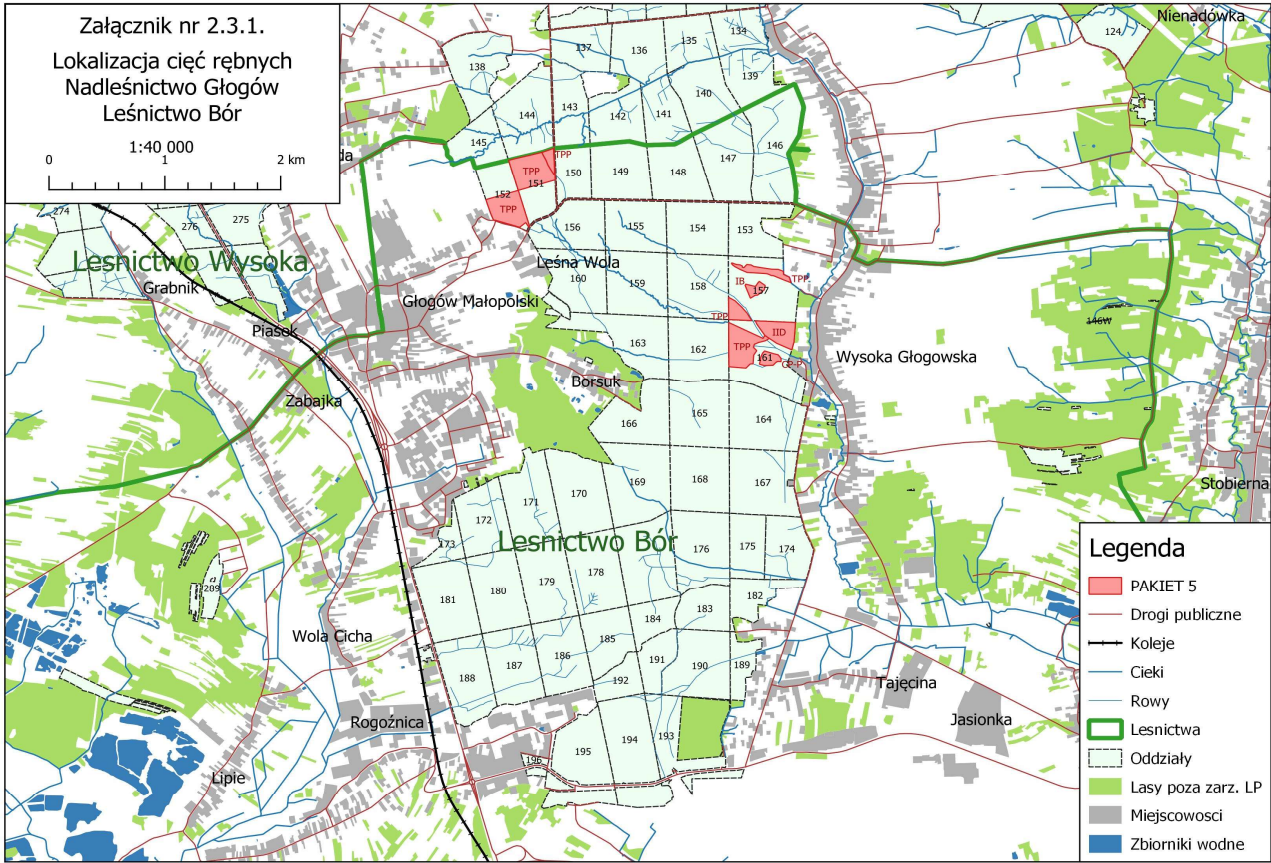 Załącznik nr 2.3.1.
Lokalizacja cięć rębnych
Nadleśnictwo Głogów
Leśnictwo Bór
1:40 000
0 1 2 km
Nienadówka
124
134
135
136
137
138
139
140
141
142
143
144
145
146
147
148
149
150
TPP
TPP
151
152
TPP
153
154
155
156
274
275
276
Lesnictwo Wysoka
Grabnik
Leśna Wola
Głogów Małopolski
Piasek
160
159
158
IB
157
TPP
TPP
IID
146W
163
162
TPP
161
Wysoka Głogowska
Borsuk
Zabajka
165
164
166
169
168
167
Stobierna
170
171
172
173
Lesnictwo Bór
176
175
174
178
179
180
181
182
183
184
185
186
187
188
189
190
191
192
209
Wola Cicha
Tajęcina
Jasionka
Rogoźnica
193
194
195
196
Lipie
Legenda
PAKIET 5
Drogi publiczne
Koleje
Cieki
Rowy
Lesnictwa
Oddziały
Lasy poza zarz. LP
Miejscowosci
Zbiorniki wodne